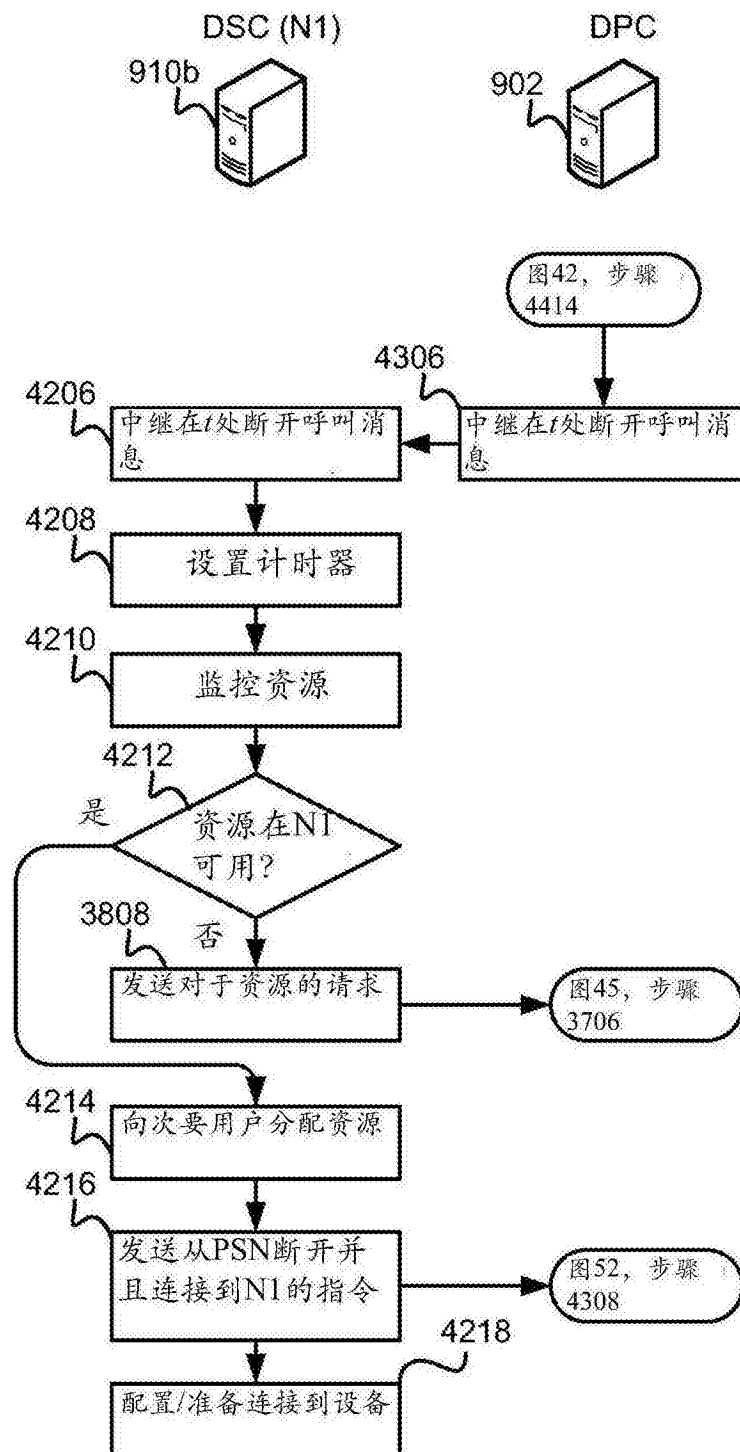 DSC (N1)
DPC
910b
902
图42，步骤
4414
4306
4206
中继在t处断开呼叫消
息
中继在t处断开呼叫消
息
4208
设置计时器
4210
监控资源
4212
是
资源在N1
可用?
3808
否
发送对于资源的请求
图45，步骤
3706
4214
向次要用户分配资源
4216
发送从PSN断开并
且连接到N1的指令
图52，步骤
4308
4218
配置/准备连接到设备